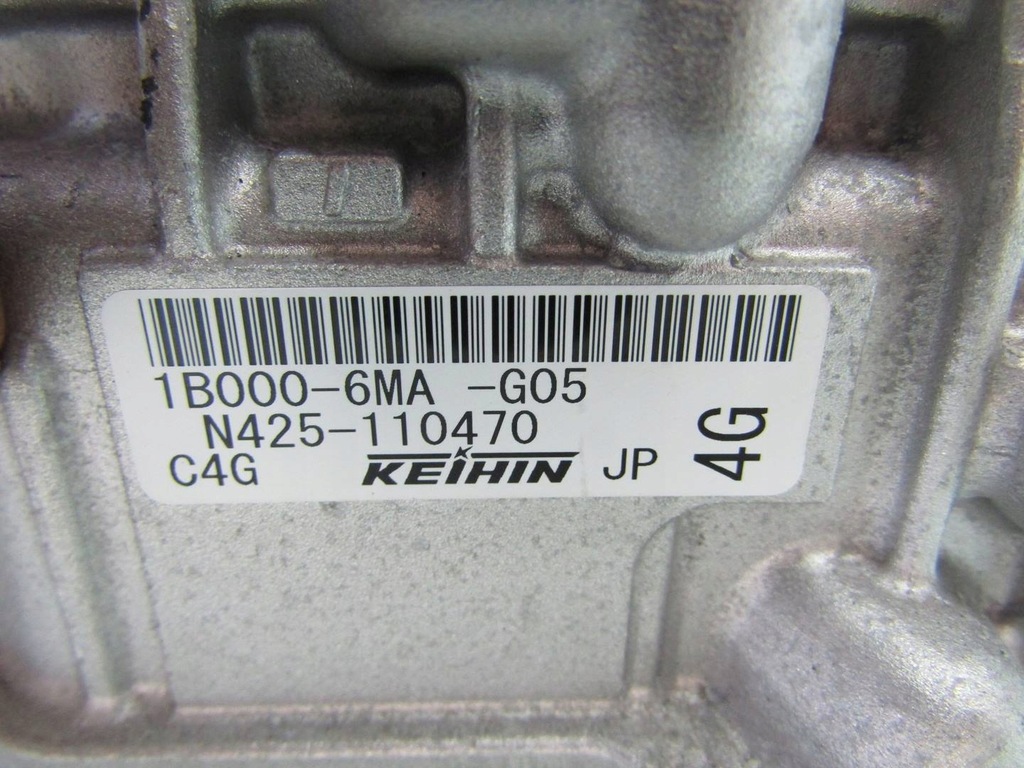 1B000-6MA -G05
N425-110470
C4G KEIHIN JP 4G